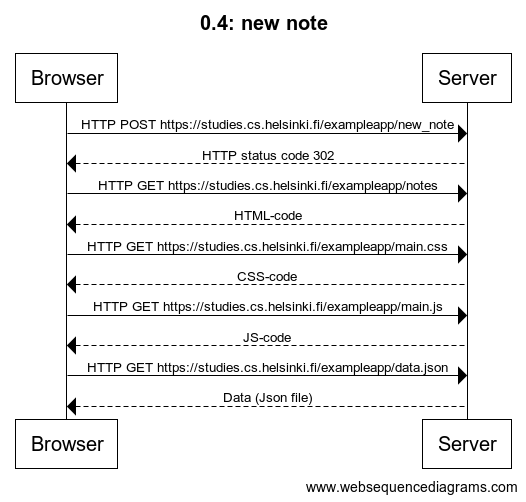 0.4: new note
Browser Server
HTTP POST https://studies.cs.helsinki.fi/exampleapp/new_note
HTTP status code 302
HTTP GET https://studies.cs.helsinki.fi/exampleapp/notes
HTML-code
HTTP GET https://studies.cs.helsinki.fi/exampleapp/main.css
CSS-code
HTTP GET https://studies.cs.helsinki.fi/exampleapp/main.js
JS-code
HTTP GET https://studies.cs.helsinki.fi/exampleapp/data.json
Data (Json file)
Browser Server
www.websequencediagrams.com